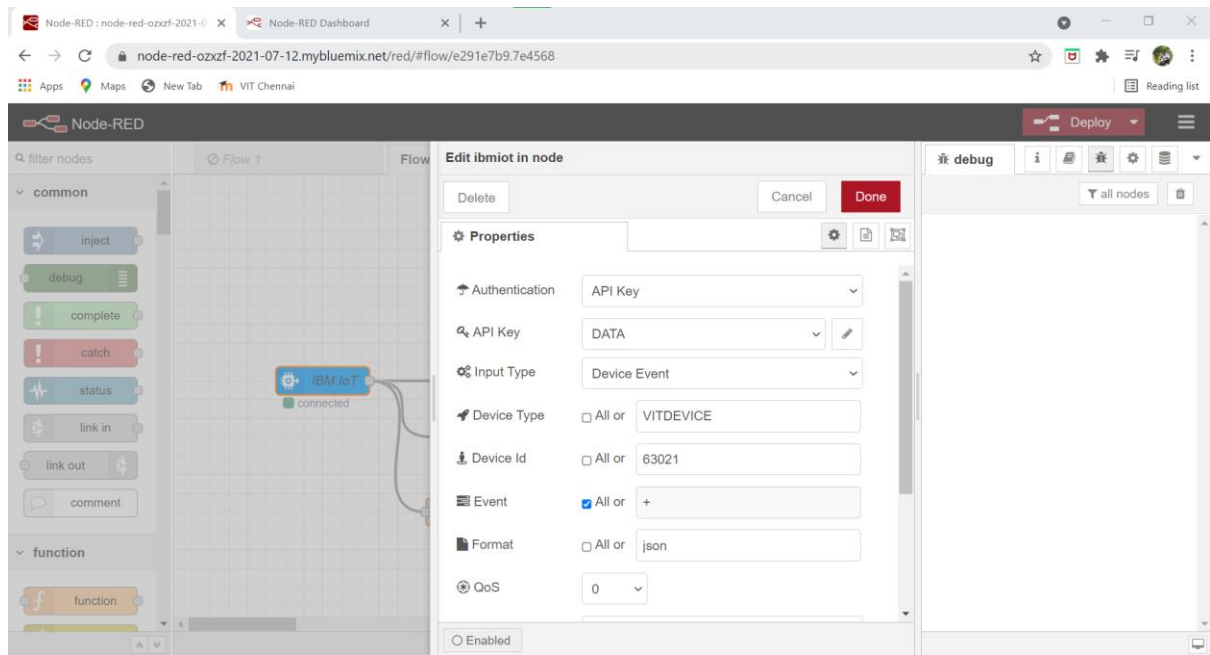 Node-RED : node-red-ozxzf-2021-0
Node-RED Dashboard
node-red-ozxzf-2021-07-12.mybluemix.net/red/#flow/e291e7b9.7e4568
Apps Maps New Tab VIT Chennai Reading list
Node-RED Deploy
filter nodes
Flow 1
Flow
common
inject
debug
complete
catch
status
link in
link out
comment
function
function
IBM IoT
connected
Edit ibmiot in node
Delete Cancel Done
Properties
Authentication API Key
API Key DATA
Input Type Device Event
Device Type All or VITDEVICE
Device Id All or 63021
Event All or +
Format All or json
QoS 0
Enabled
debug i
all nodes